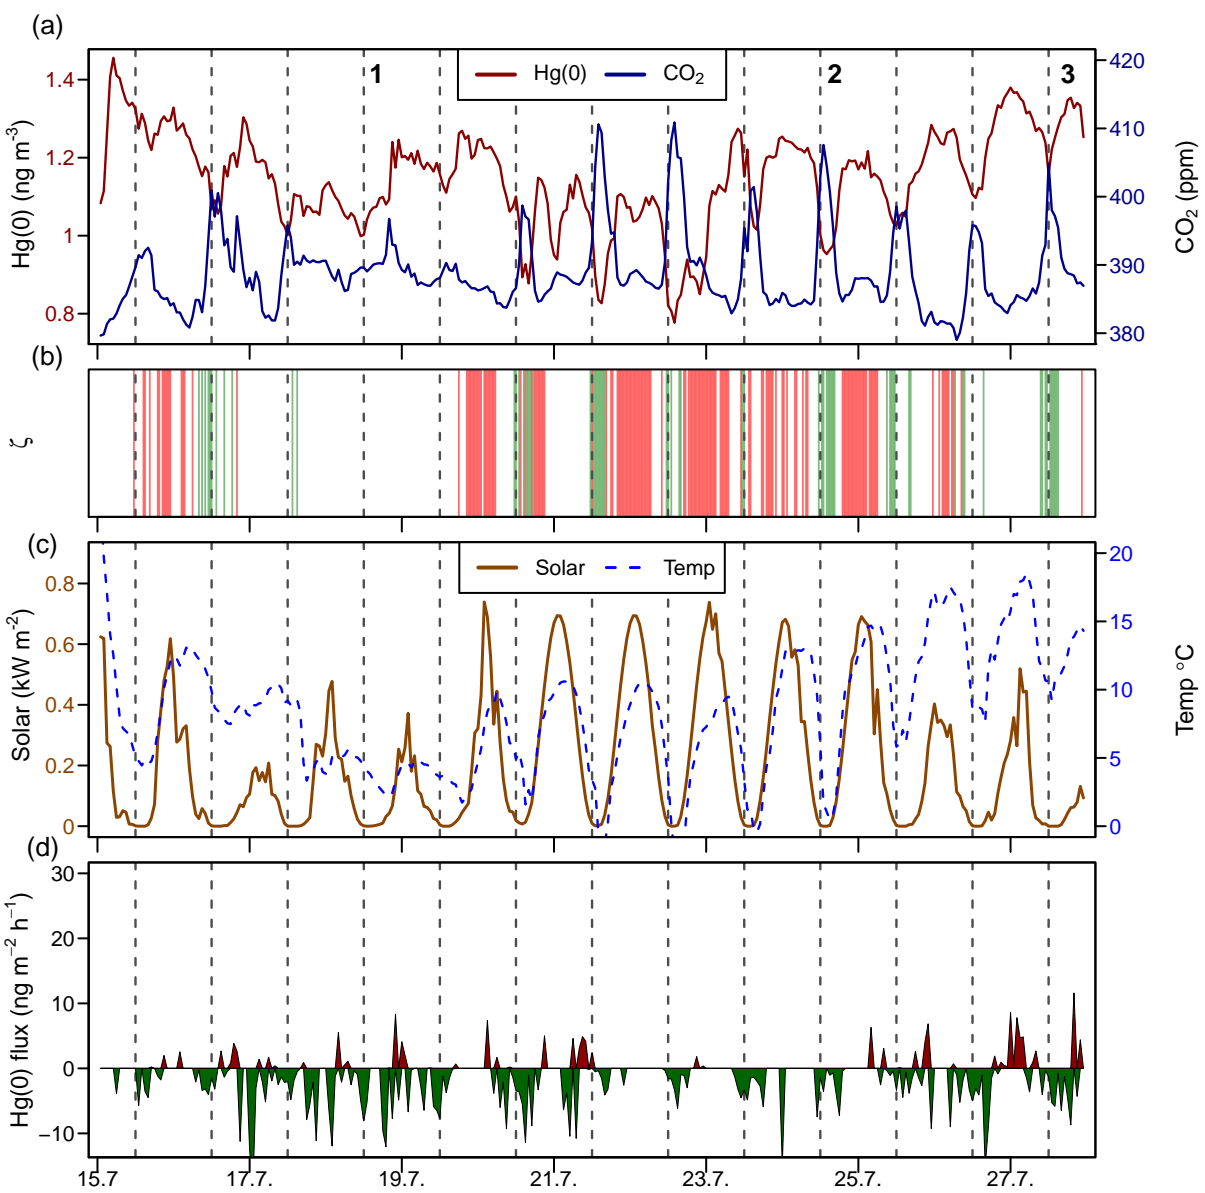 (a)
1.4
1.2
1
0.8
Hg(0) (ng m-3)
1
2
3
Hg(0)
CO2
420
410
400
390
380
CO2 (ppm)
(b)
ζ
(c)
0.8
0.6
0.4
0.2
0
Solar (kW m-2)
Solar
Temp
20
15
10
5
0
Temp °C
(d)
30
20
10
0
−10
Hg(0) flux (ng m−2 h−1)
15.7 17.7. 19.7. 21.7. 23.7. 25.7. 27.7.